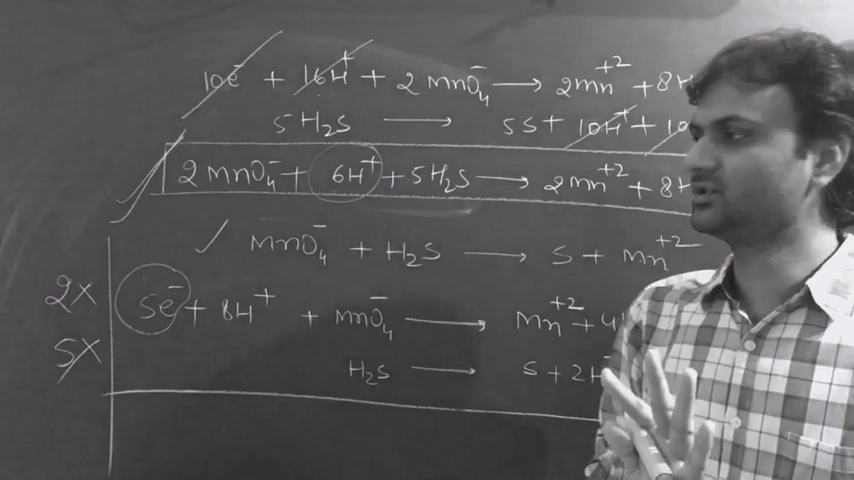 10e⁻ + 16H⁺ + 2MnO₄⁻ ⟶ 2mn⁺² + 8H
5H₂S ⟶ 5S + 10H⁺ + 10
2MnO₄⁻ + 6H⁺ + 5H₂S ⟶ 2mn⁺² + 8H
✓ MnO₄⁻ + H₂S ⟶ S + Mn⁺²
2X 5e⁻ + 8H⁺ + MnO₄⁻ ⟶ Mn⁺² + 4
5X H₂S ⟶ S + 2H